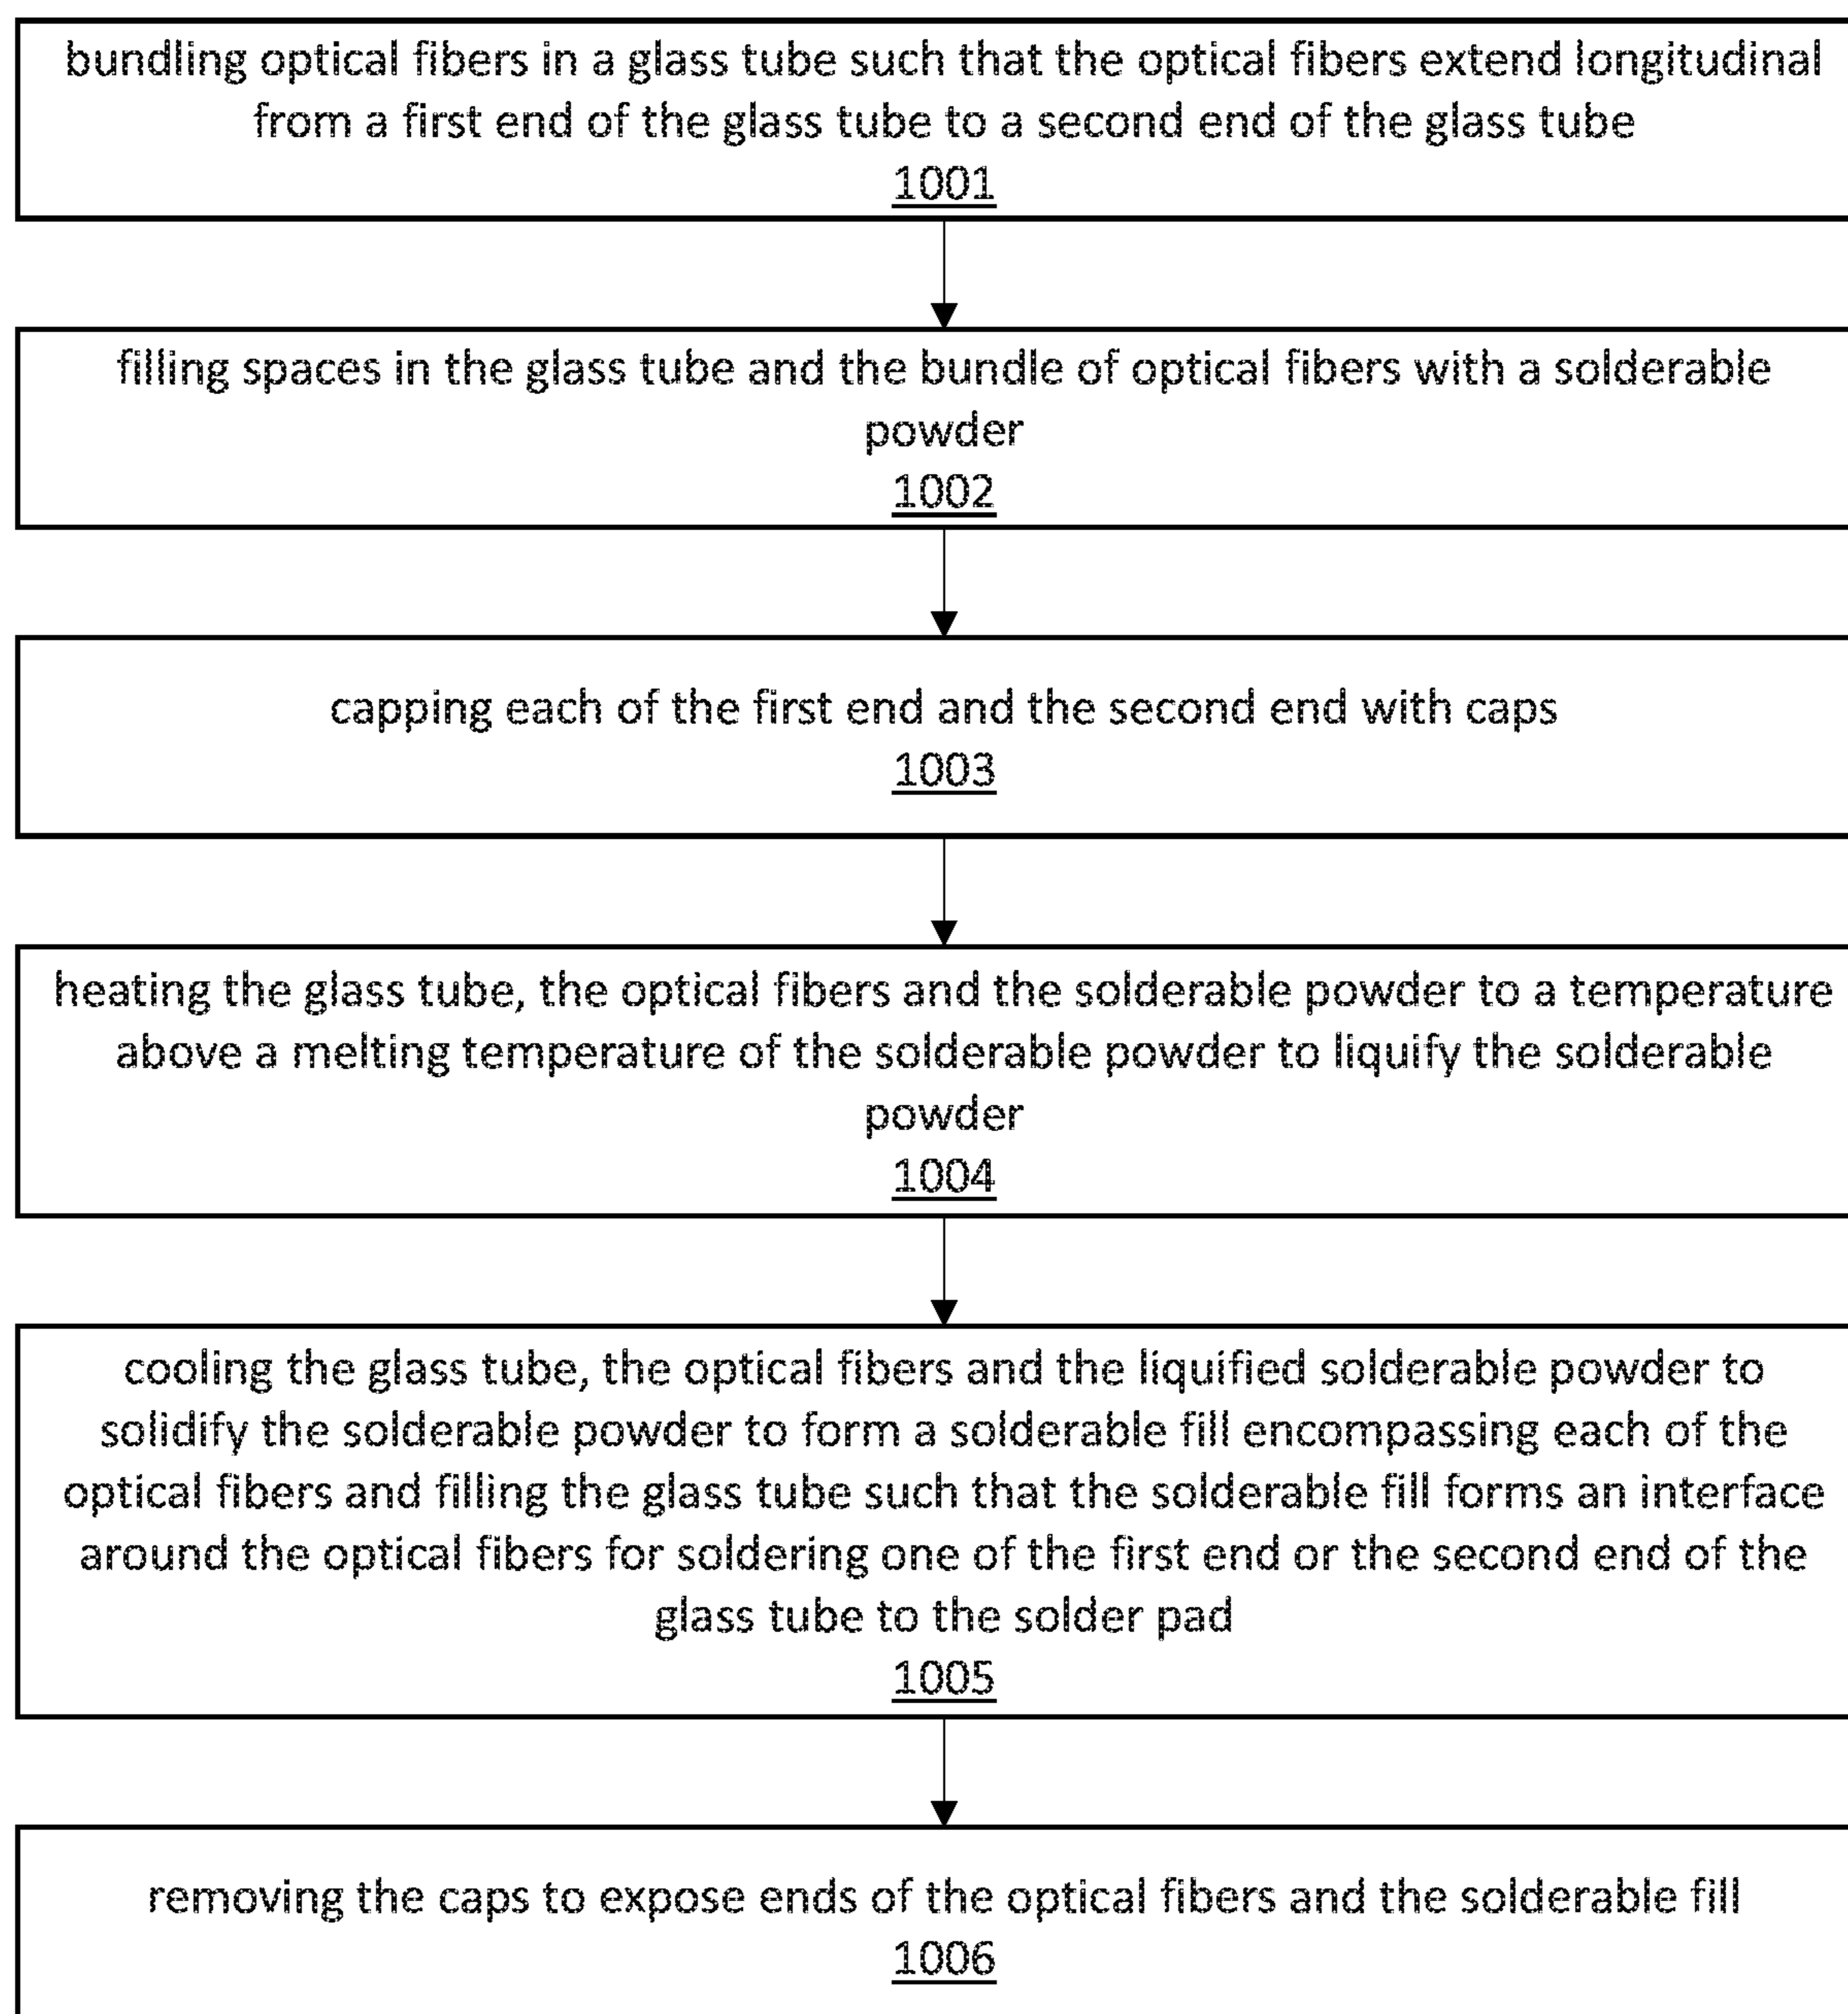 bundling optical fibers in a glass tube such that the optical fibers extend longitudinal
from a first end of the glass tube to a second end of the glass tube
1001
filling spaces in the glass tube and the bundle of optical fibers with a solderable
powder
1002
capping each of the first end and the second end with caps
1003
heating the glass tube, the optical fibers and the solderable powder to a temperature
above a melting temperature of the solderable powder to liquify the solderable
powder
1004
cooling the glass tube, the optical fibers and the liquified solderable powder to
solidify the solderable powder to form a solderable fill encompassing each of the
optical fibers and filling the glass tube such that the solderable fill forms an interface
around the optical fibers for soldering one of the first end or the second end of the
glass tube to the solder pad
1005
removing the caps to expose ends of the optical fibers and the solderable fill
1006